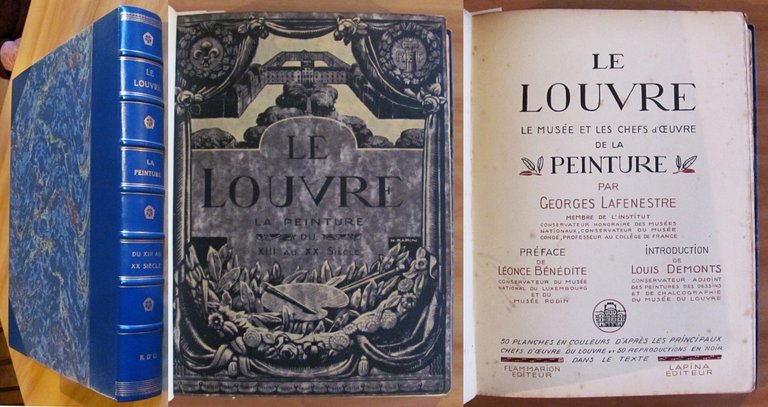 LE
LOUVRE
LA
PEINTURE
DU XIII AU
XX SIÈCLE
LE
LOUVRE
LA PEINTURE
DU
XIII AU XX SIÈCLE
LE
LOUVRE
LE MUSÉE ET LES CHEFS d'ŒUVRE
DE LA
PEINTURE
PAR
GEORGES LAFENESTRE
MEMBRE DE L'INSTITUT
CONSERVATEUR HONORAIRE DES MUSÉES
NATIONAUX, CONSERVATEUR DU MUSÉE
CONDÉ, PROFESSEUR AU COLLÈGE DE FRANCE
PRÉFACE
DE
LÉONCE BÉNÉDITE
CONSERVATEUR DU MUSÉE
NATIONAL DU LUXEMBOURG
ET DU
MUSÉE RODIN
INTRODUCTION
DE
LOUIS DEMONTS
CONSERVATEUR ADJOINT
DES PEINTURES DES DESSINS
ET DE CHALCOGRAPHIE
DU MUSÉE DU LOUVRE
50 PLANCHES EN COULEURS D'APRÈS LES PRINCIPAUX
CHEFS D'ŒUVRE DU LOUVRE et 50 REPRODUCTIONS EN NOIR
DANS LE TEXTE
FLAMMARION
EDITEUR
LAPINA
EDITEUR